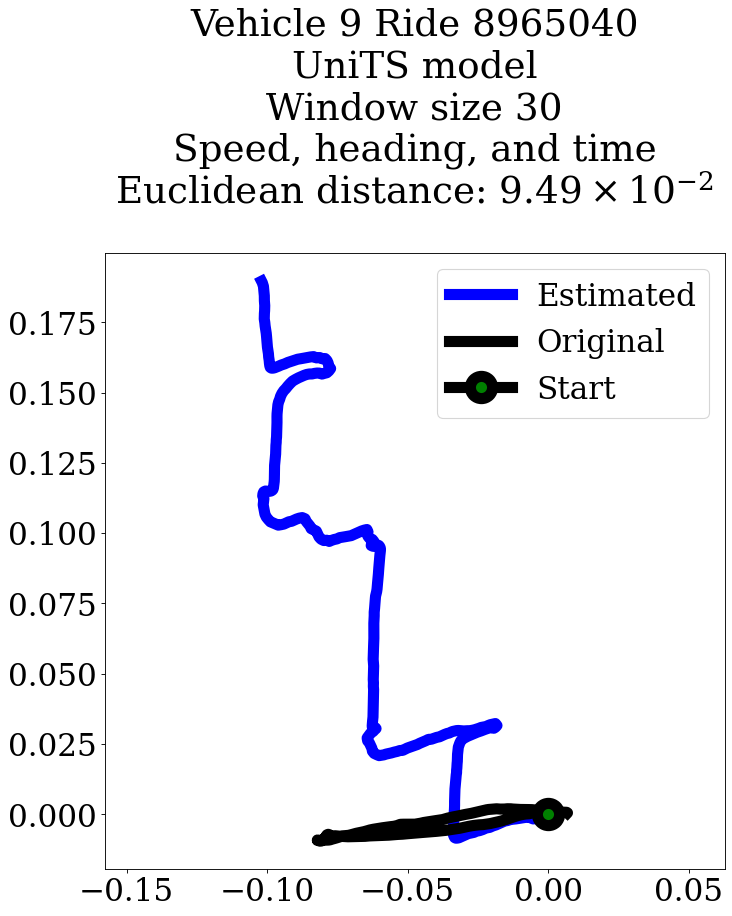 Vehicle 9 Ride 8965040
UniTS model
Window size 30
Speed, heading, and time
Euclidean distance: 9.49 × 10⁻²
Estimated
Original
Start
0.175
0.150
0.125
0.100
0.075
0.050
0.025
0.000
−0.15 −0.10 −0.05 0.00 0.05